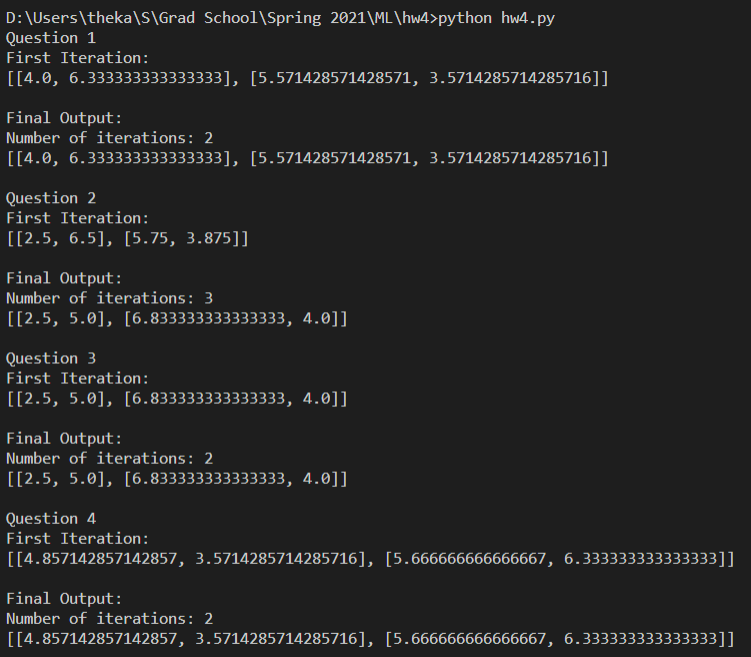 D:\Users\theka\S\Grad School\Spring 2021\ML\hw4>python hw4.py
Question 1
First Iteration:
[[4.0, 6.333333333333333], [5.571428571428571, 3.5714285714285716]]
Final Output:
Number of iterations: 2
[[4.0, 6.333333333333333], [5.571428571428571, 3.5714285714285716]]
Question 2
First Iteration:
[[2.5, 6.5], [5.75, 3.875]]
Final Output:
Number of iterations: 3
[[2.5, 5.0], [6.833333333333333, 4.0]]
Question 3
First Iteration:
[[2.5, 5.0], [6.833333333333333, 4.0]]
Final Output:
Number of iterations: 2
[[2.5, 5.0], [6.833333333333333, 4.0]]
Question 4
First Iteration:
[[4.857142857142857, 3.5714285714285716], [5.666666666666667, 6.333333333333333]]
Final Output:
Number of iterations: 2
[[4.857142857142857, 3.5714285714285716], [5.666666666666667, 6.333333333333333]]